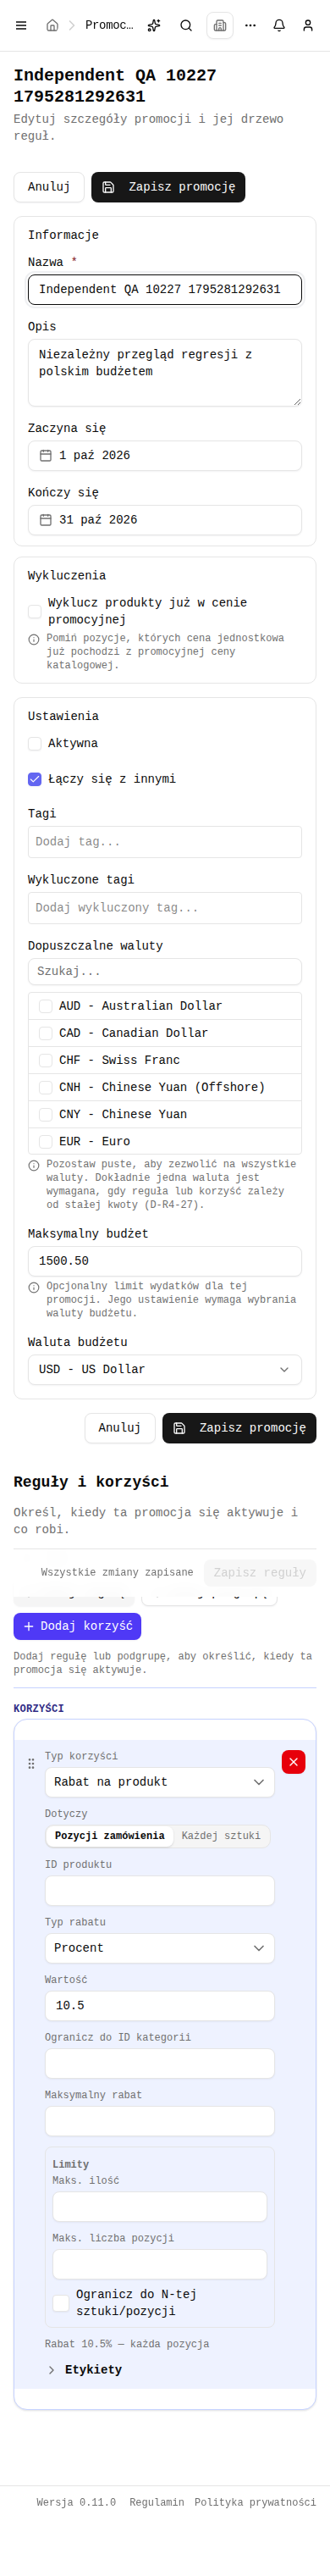 Promoc…
Independent QA 10227
1795281292631
Edytuj szczegóły promocji i jej drzewo
reguł.
Anuluj
Zapisz promocję
Informacje
Nazwa *
Independent QA 10227 1795281292631
Opis
Niezależny przegląd regresji z
polskim budżetem
Zaczyna się
1 paź 2026
Kończy się
31 paź 2026
Wykluczenia
Wyklucz produkty już w cenie
promocyjnej
Pomiń pozycje, których cena jednostkowa
już pochodzi z promocyjnej ceny
katalogowej.
Ustawienia
Aktywna
Łączy się z innymi
Tagi
Dodaj tag...
Wykluczone tagi
Dodaj wykluczony tag...
Dopuszczalne waluty
Szukaj...
AUD - Australian Dollar
CAD - Canadian Dollar
CHF - Swiss Franc
CNH - Chinese Yuan (Offshore)
CNY - Chinese Yuan
EUR - Euro
Pozostaw puste, aby zezwolić na wszystkie
waluty. Dokładnie jedna waluta jest
wymagana, gdy reguła lub korzyść zależy
od stałej kwoty (D-R4-27).
Maksymalny budżet
1500.50
Opcjonalny limit wydatków dla tej
promocji. Jego ustawienie wymaga wybrania
waluty budżetu.
Waluta budżetu
USD - US Dollar
Anuluj
Zapisz promocję
Reguły i korzyści
Określ, kiedy ta promocja się aktywuje i
co robi.
Wszystkie zmiany zapisane
Zapisz reguły
+ Dodaj korzyść
Dodaj regułę lub podgrupę, aby określić, kiedy ta
promocja się aktywuje.
KORZYŚCI
Typ korzyści
Rabat na produkt
Dotyczy
Pozycji zamówienia
Każdej sztuki
ID produktu
Typ rabatu
Procent
Wartość
10.5
Ogranicz do ID kategorii
Maksymalny rabat
Limity
Maks. ilość
Maks. liczba pozycji
Ogranicz do N-tej
sztuki/pozycji
Rabat 10.5% — każda pozycja
Etykiety
Wersja 0.11.0
Regulamin
Polityka prywatności